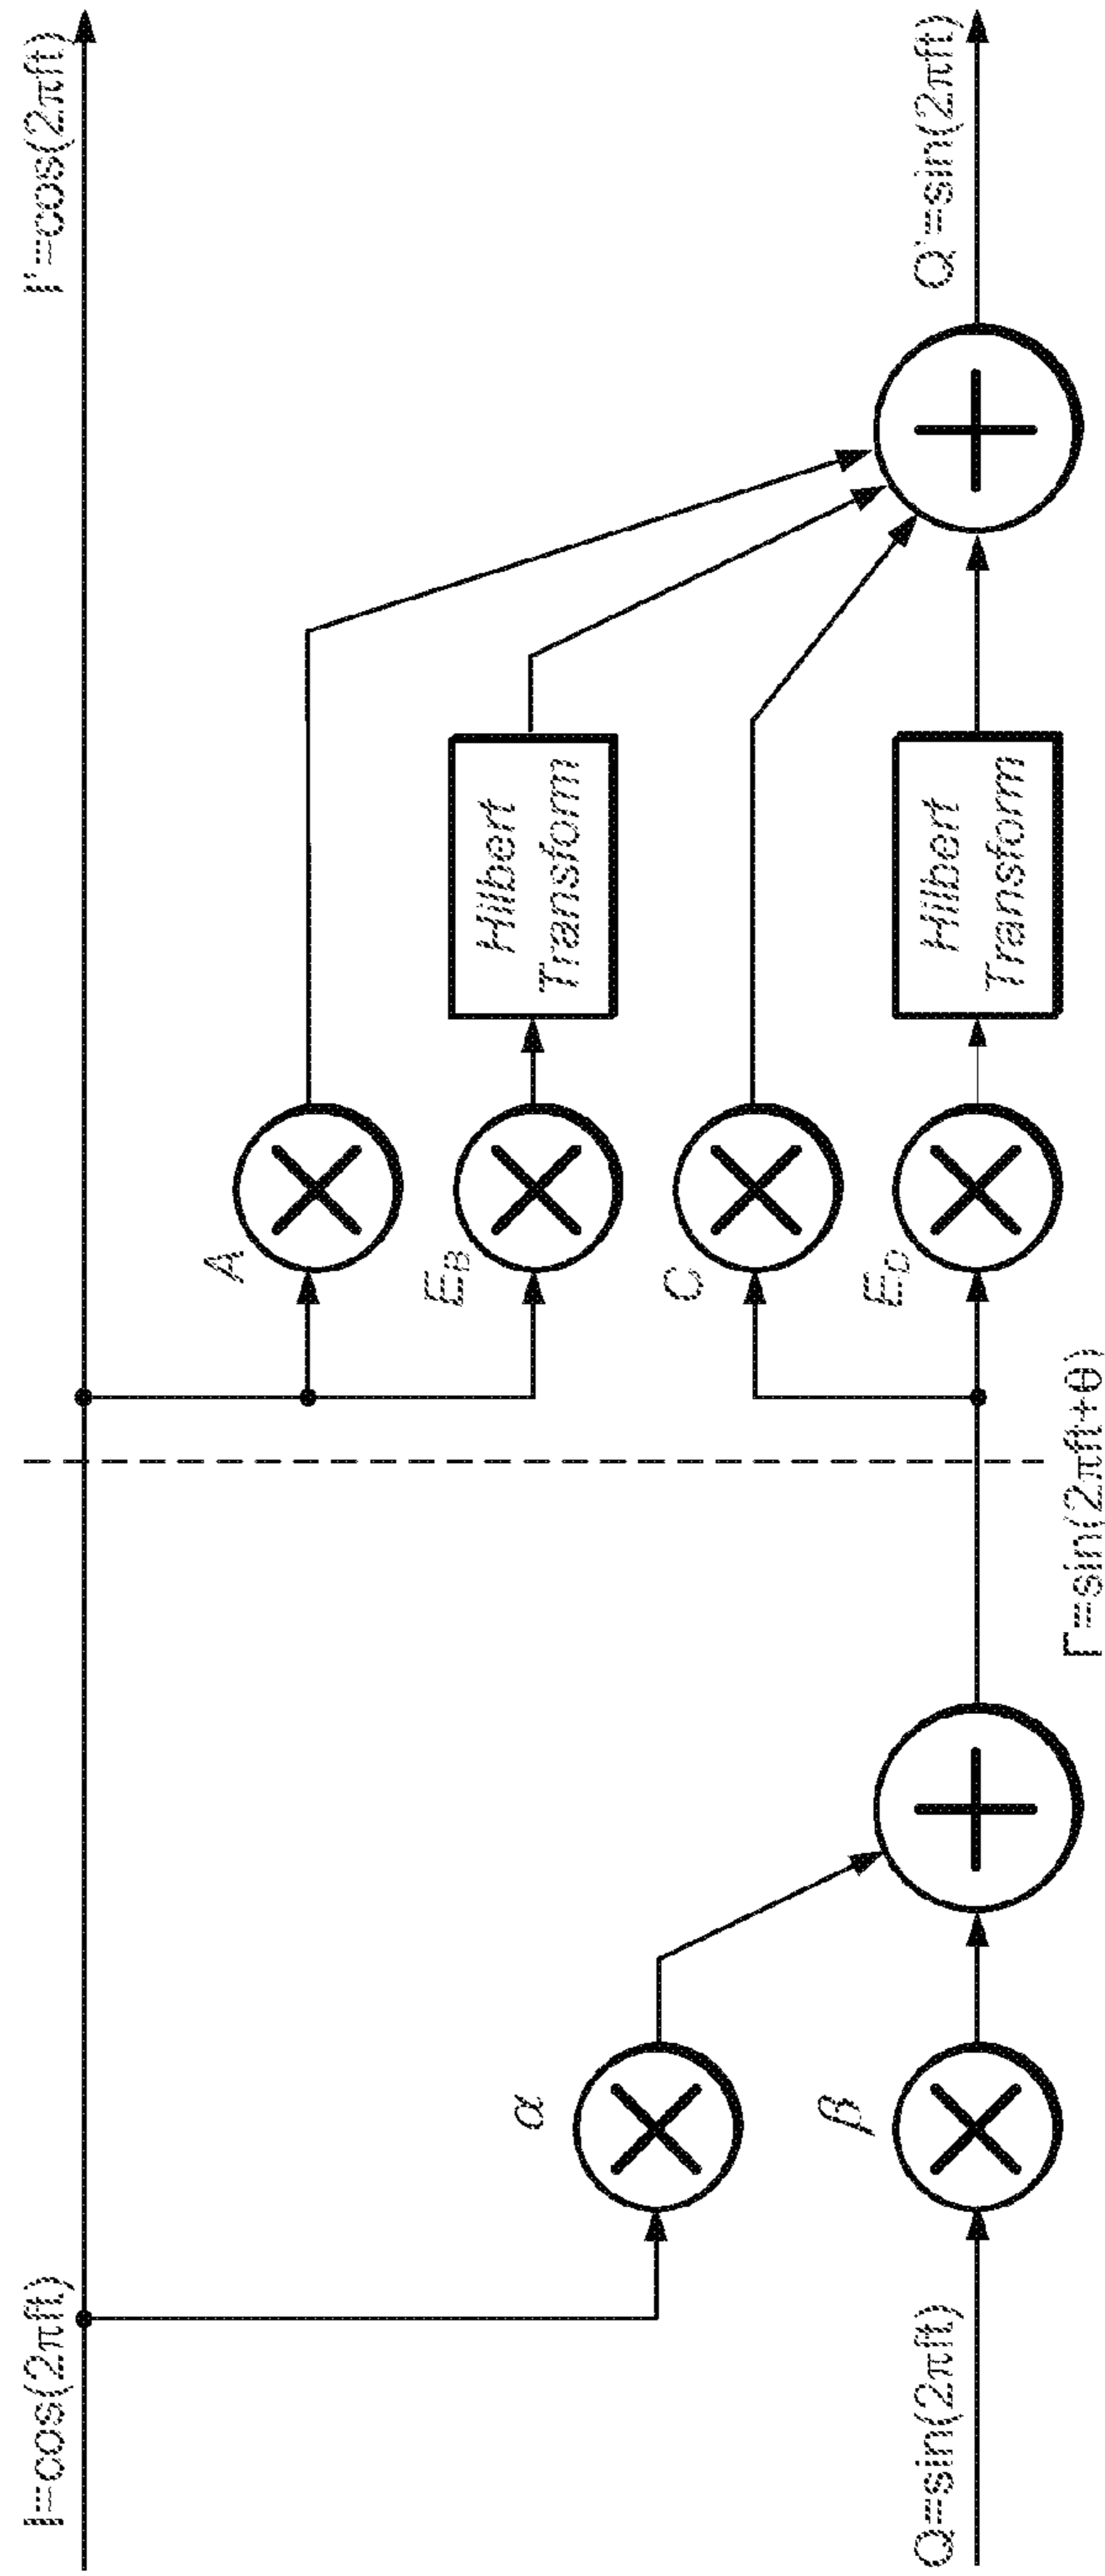 I=cos(2πft)
I'=cos(2πft)
A
E_B
Hilbert
Transform
α
C
β
E_D
Hilbert
Transform
Q=sin(2πft)
Γ=sin(2πft+θ)
Q'=sin(2πft)